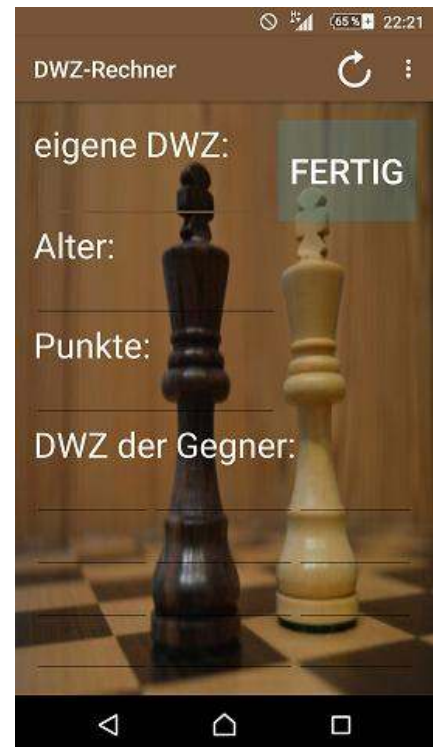 H+ 65% 22:21
DWZ-Rechner
eigene DWZ:
FERTIG
Alter:
Punkte:
DWZ der Gegner: